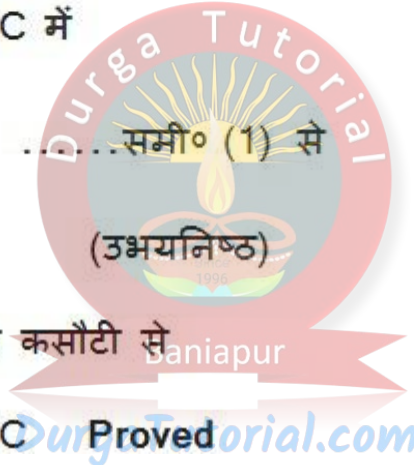 C में
Durga Tutorial
......समी० (1) से
(उभयनिष्ठ)
1996
कसौटी से
Baniapur
C Proved
DurgaTutorial.com